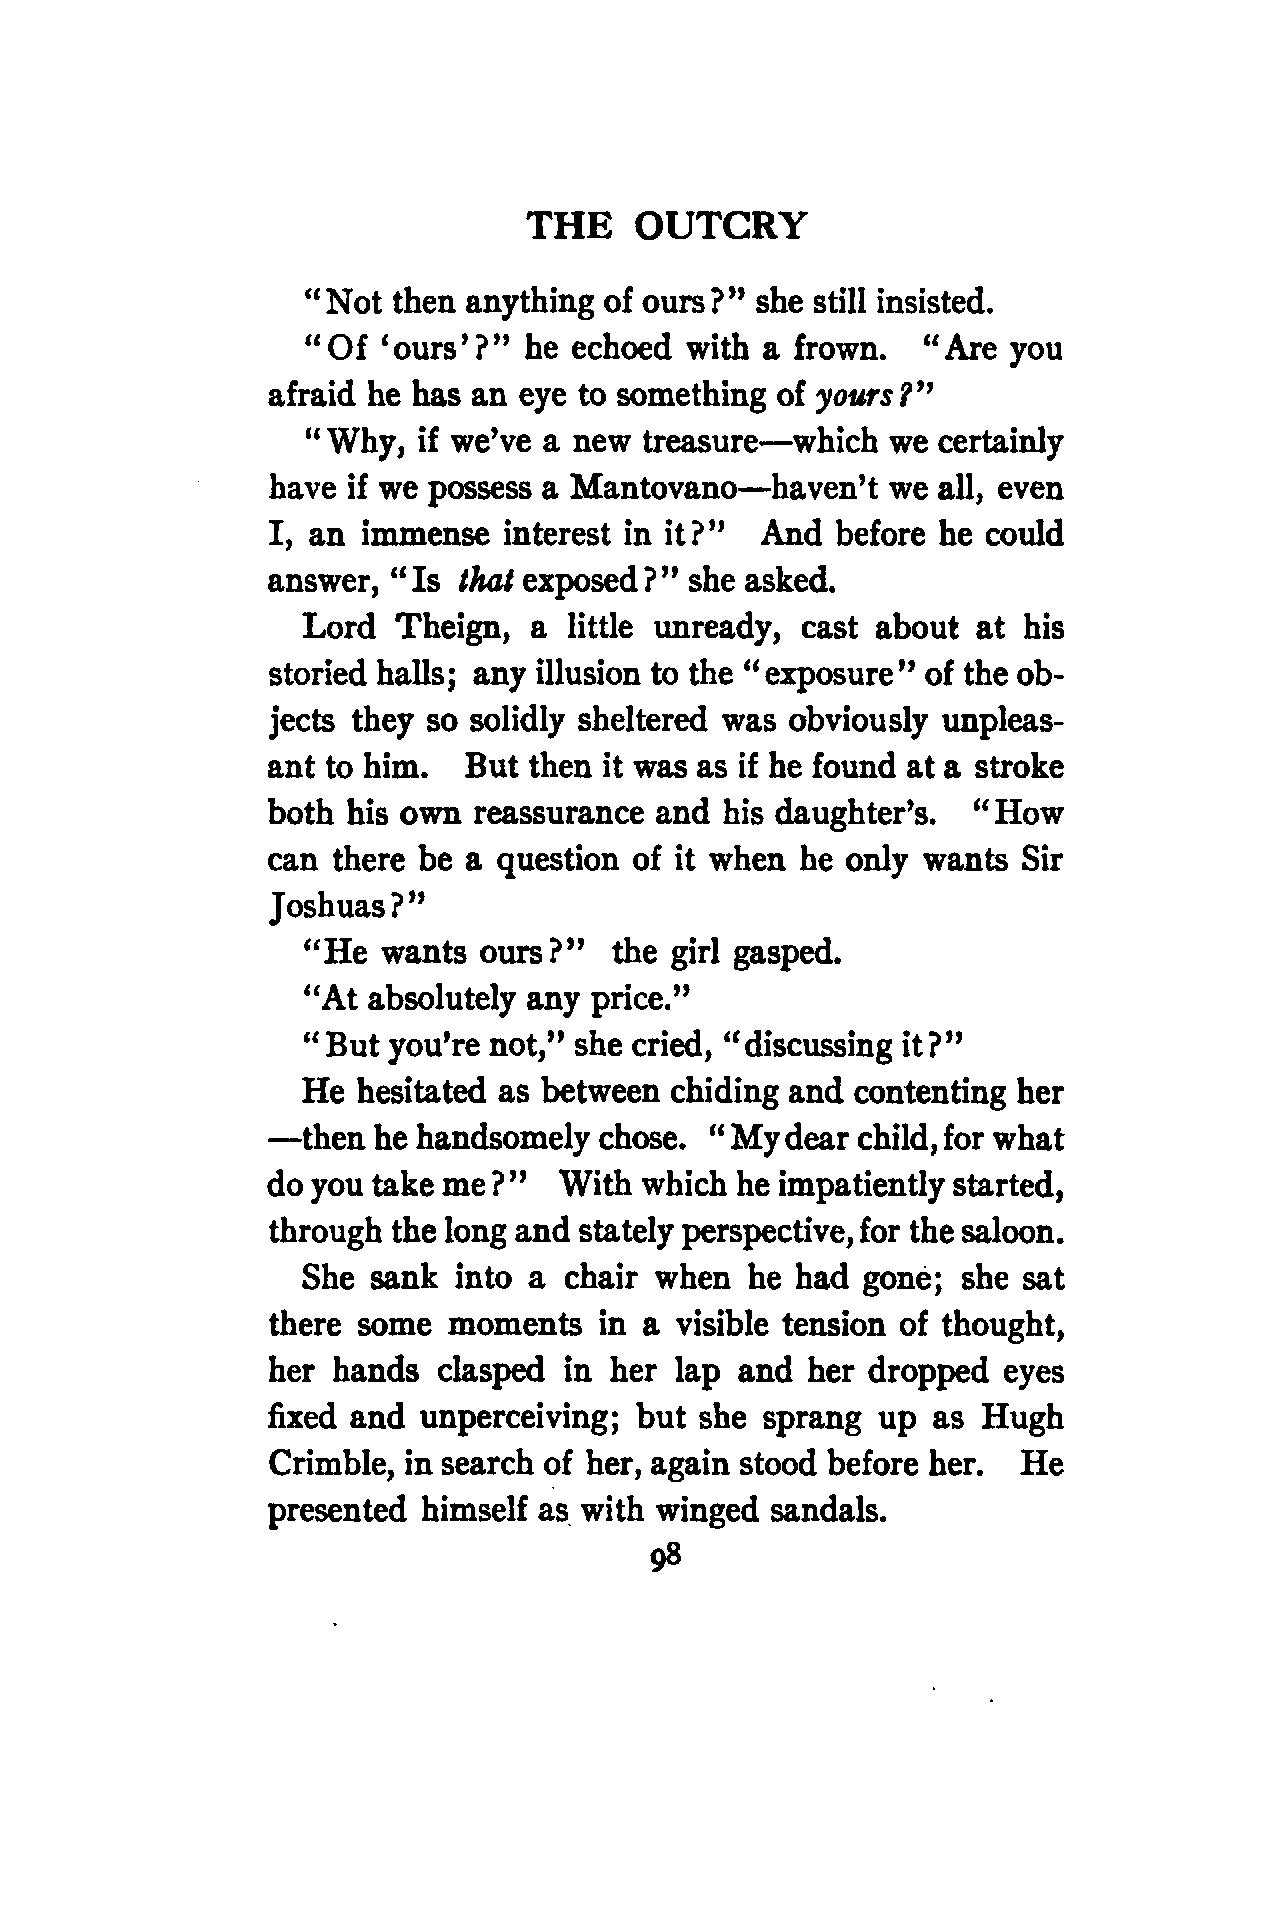 THE OUTCRY
“Not then anything of ours?” she still insisted.
“Of ‘ours’?” he echoed with a frown. “Are you
afraid he has an eye to something of yours?”
“Why, if we’ve a new treasure—which we certainly
have if we possess a Mantovano—haven’t we all, even
I, an immense interest in it?” And before he could
answer, “Is that exposed?” she asked.
Lord Theign, a little unready, cast about at his
storied halls; any illusion to the “exposure” of the ob-
jects they so solidly sheltered was obviously unpleas-
ant to him. But then it was as if he found at a stroke
both his own reassurance and his daughter’s. “How
can there be a question of it when he only wants Sir
Joshuas?”
“He wants ours?” the girl gasped.
“At absolutely any price.”
“But you’re not,” she cried, “discussing it?”
He hesitated as between chiding and contenting her
—then he handsomely chose. “My dear child, for what
do you take me?” With which he impatiently started,
through the long and stately perspective, for the saloon.
She sank into a chair when he had gone; she sat
there some moments in a visible tension of thought,
her hands clasped in her lap and her dropped eyes
fixed and unperceiving; but she sprang up as Hugh
Crimble, in search of her, again stood before her. He
presented himself as with winged sandals.
98